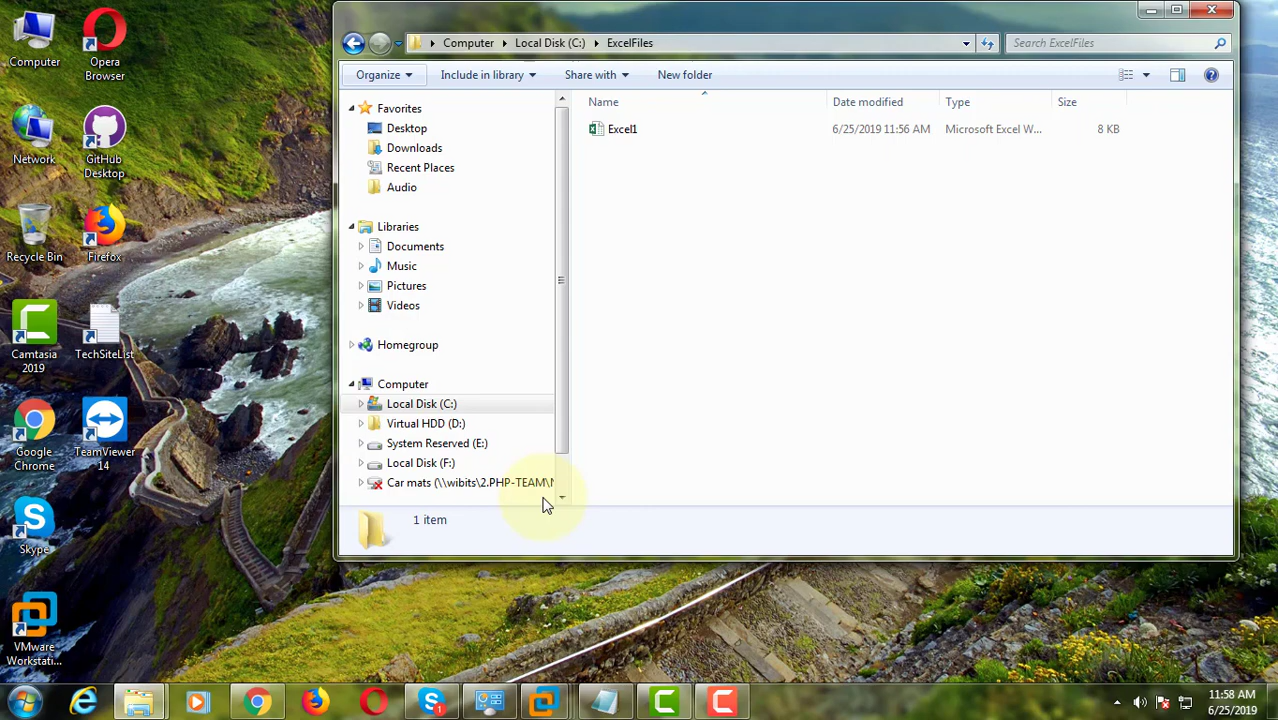 Computer
Opera
Browser
Network
GitHub
Desktop
Recycle Bin
Firefox
Camtasia
2019
TechSiteList
Google
Chrome
TeamViewer
14
Skype
VMware
Workstati...
Computer
Local Disk (C:)
ExcelFiles
Search ExcelFiles
Organize
Include in library
Share with
New folder
Favorites
Desktop
Downloads
Recent Places
Audio
Libraries
Documents
Music
Pictures
Videos
Homegroup
Computer
Local Disk (C:)
Virtual HDD (D:)
System Reserved (E:)
Local Disk (F:)
Car mats (\\wibits\2.PHP-TEAM\
Name
Date modified
Type
Size
Excel1
6/25/2019 11:56 AM
Microsoft Excel W...
8 KB
1 item
1
11:58 AM
6/25/2019